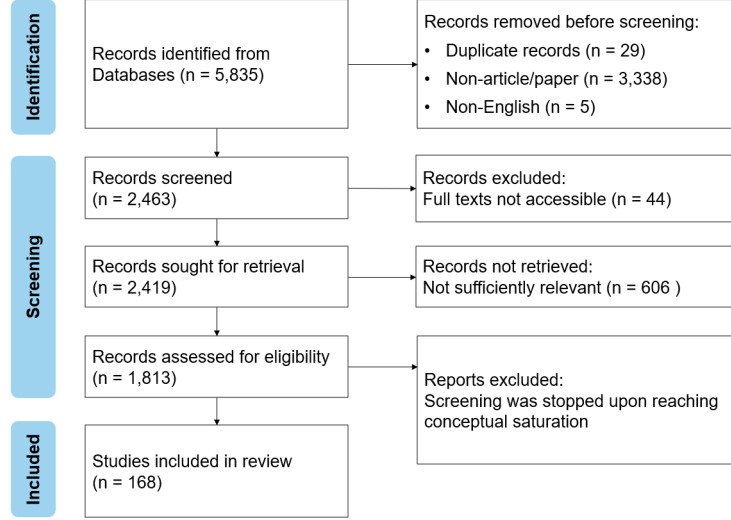 Identification
Records identified from
Databases (n = 5,835)
Records removed before screening:
• Duplicate records (n = 29)
• Non-article/paper (n = 3,338)
• Non-English (n = 5)
Screening
Records screened
(n = 2,463)
Records excluded:
Full texts not accessible (n = 44)
Records sought for retrieval
(n = 2,419)
Records not retrieved:
Not sufficiently relevant (n = 606 )
Records assessed for eligibility
(n = 1,813)
Reports excluded:
Screening was stopped upon reaching
conceptual saturation
Included
Studies included in review
(n = 168)